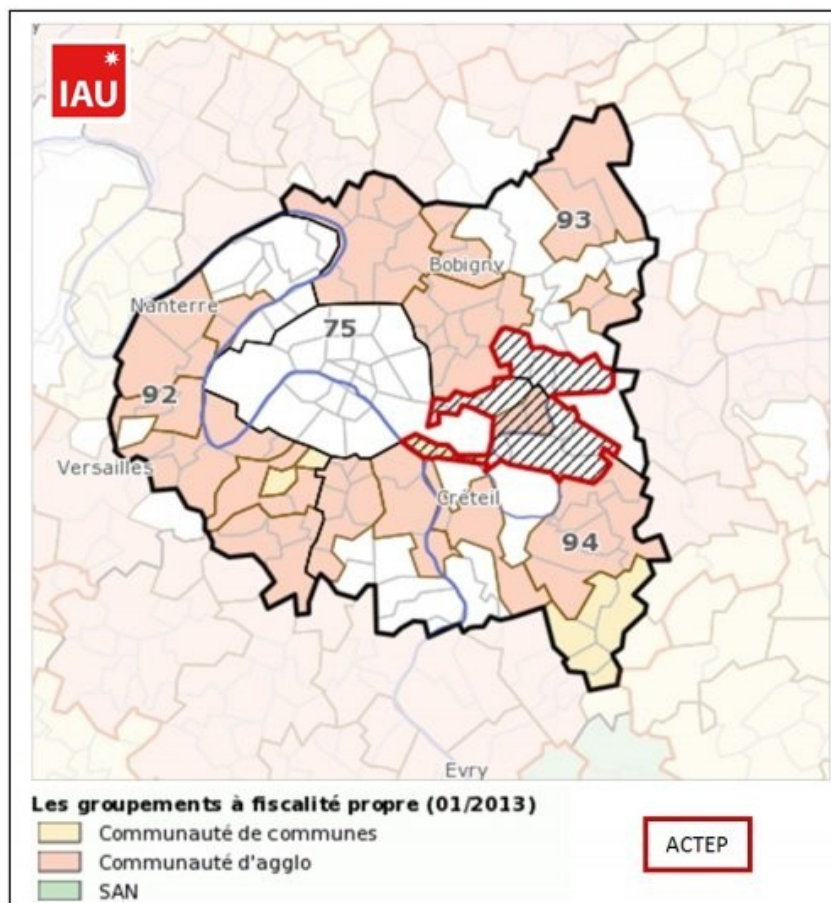 IAU
93
Bobigny
Nanterre
75
92
Versailles
Créteil
94
Evry
Les groupements à fiscalité propre (01/2013)
Communauté de communes
Communauté d'agglo
SAN
ACTEP